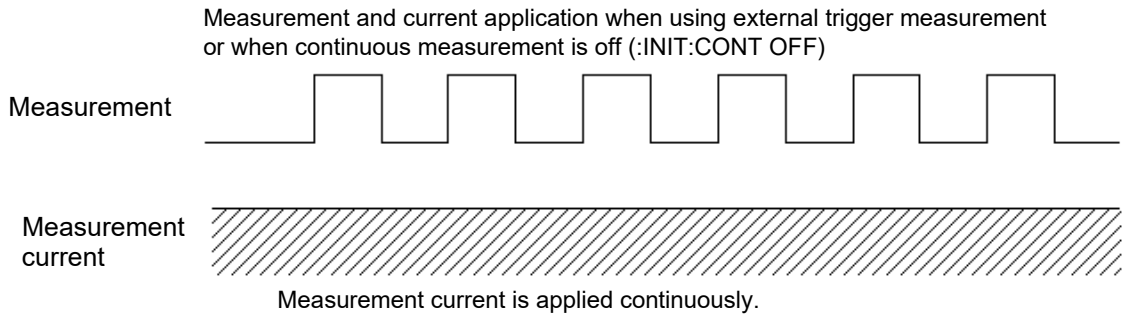 Measurement and current application when using external trigger measurement
or when continuous measurement is off (:INIT:CONT OFF)
Measurement
Measurement
current
Measurement current is applied continuously.